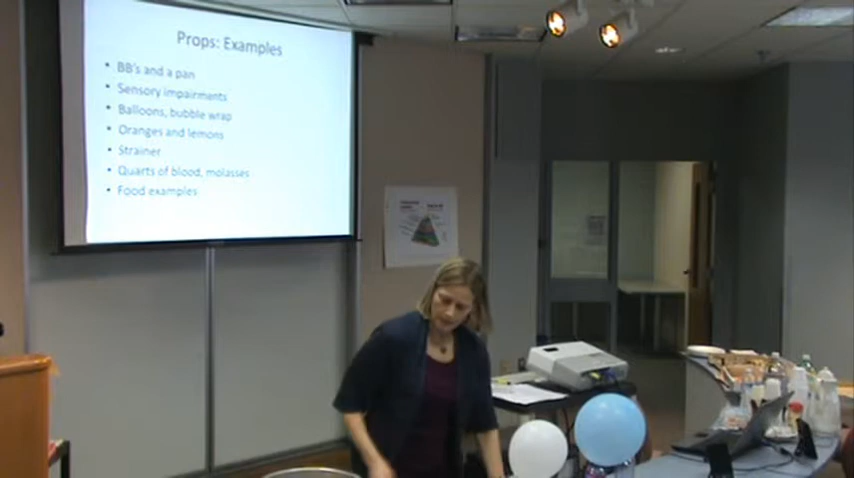 Props: Examples
• BB's and a pan
• Sensory impairments
• Balloons, bubble wrap
• Oranges and lemons
• Strainer
• Quarts of blood, molasses
• Food examples